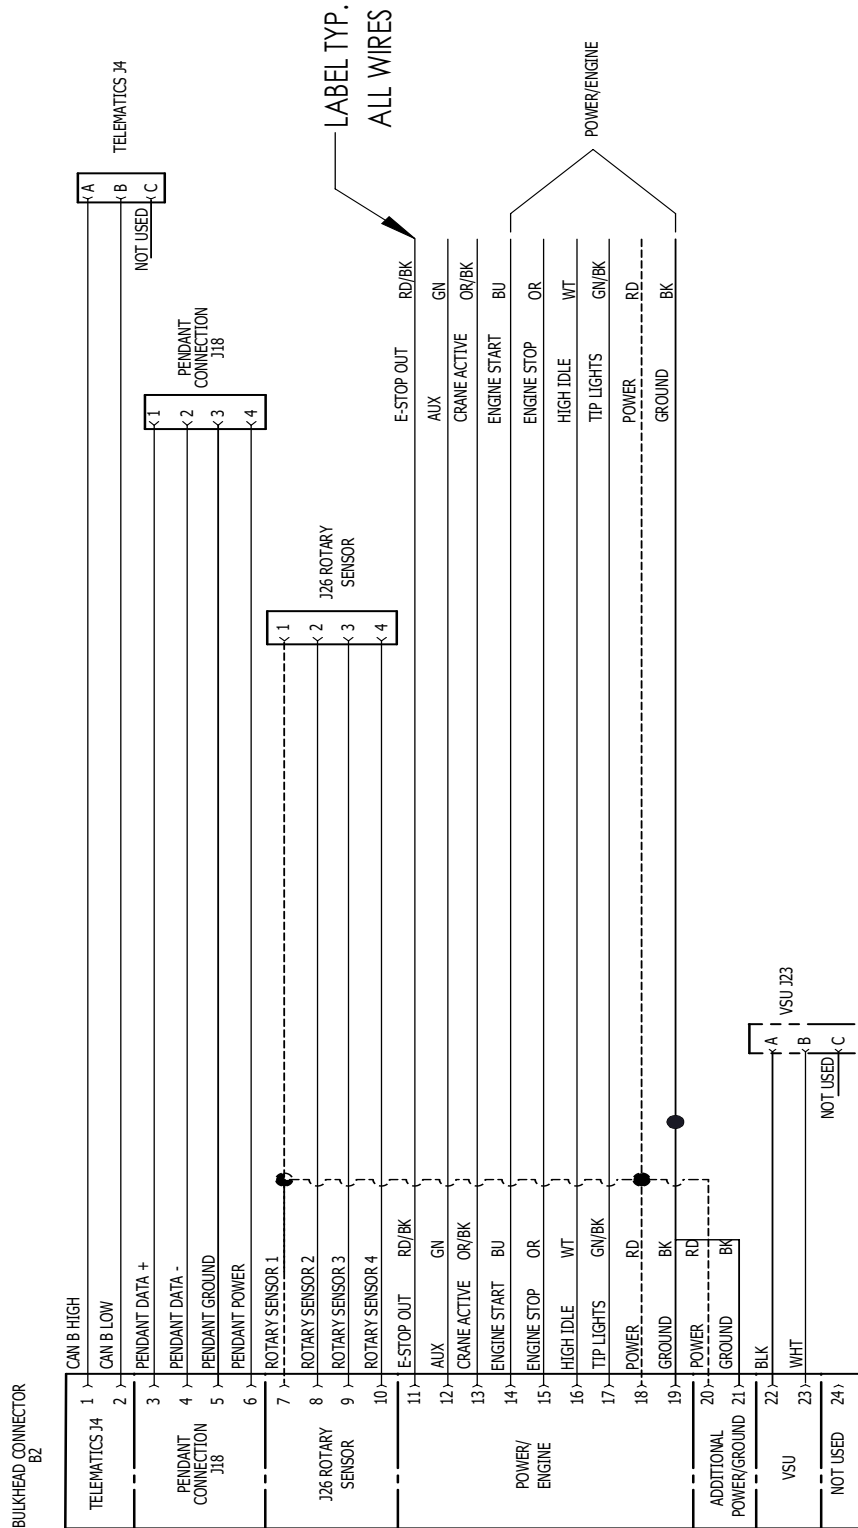 BULKHEAD CONNECTOR
B2
TELEMATICS J4
PENDANT
CONNECTION
J18
J26 ROTARY
SENSOR
POWER/
ENGINE
ADDITIONAL
POWER/GROUND
VSU
NOT USED
1 CAN B HIGH
2 CAN B LOW
3 PENDANT DATA +
4 PENDANT DATA -
5 PENDANT GROUND
6 PENDANT POWER
7 ROTARY SENSOR 1
8 ROTARY SENSOR 2
9 ROTARY SENSOR 3
10 ROTARY SENSOR 4
11 E-STOP OUT RD/BK
12 AUX GN
13 CRANE ACTIVE OR/BK
14 ENGINE START BU
15 ENGINE STOP OR
16 HIGH IDLE WT
17 TIP LIGHTS GN/BK
18 POWER RD
19 GROUND BK
20 POWER RD
21 GROUND BK
22 BLK
23 WHT
24
VSU J23
A
B
C
NOT USED
J26 ROTARY
SENSOR
1
2
3
4
PENDANT
CONNECTION
J18
1
2
3
4
TELEMATICS J4
A
B
C
NOT USED
E-STOP OUT RD/BK
AUX GN
CRANE ACTIVE OR/BK
ENGINE START BU
ENGINE STOP OR
HIGH IDLE WT
TIP LIGHTS GN/BK
POWER RD
GROUND BK
POWER/ENGINE
LABEL TYP.
ALL WIRES